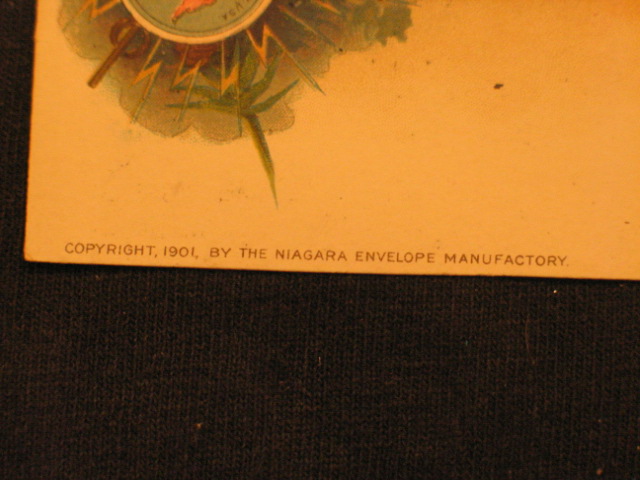 COPYRIGHT, 1901, BY THE NIAGARA ENVELOPE MANUFACTORY.